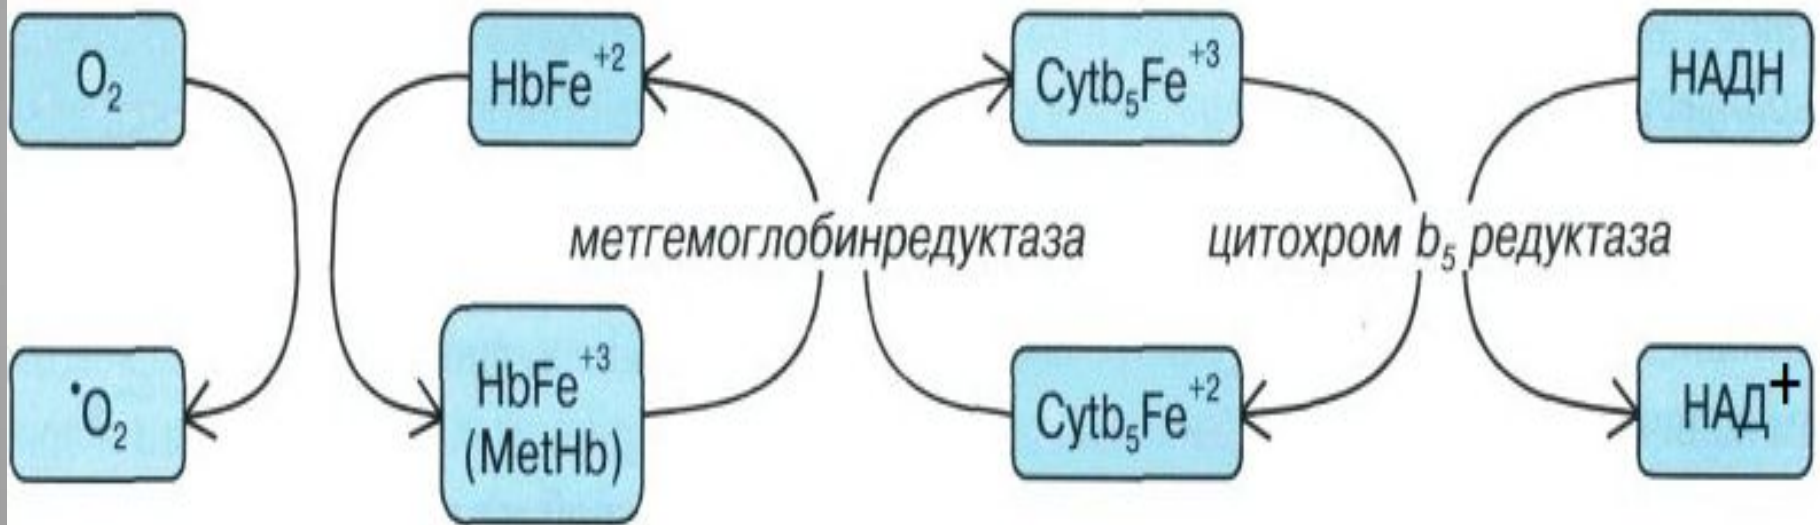 O₂
HbFe⁺²
Cytb₅Fe⁺³
НАДН
метгемоглобинредуктаза
цитохром b₅ редуктаза
•O₂
HbFe⁺³
(MetHb)
Cytb₅Fe⁺²
НАД⁺